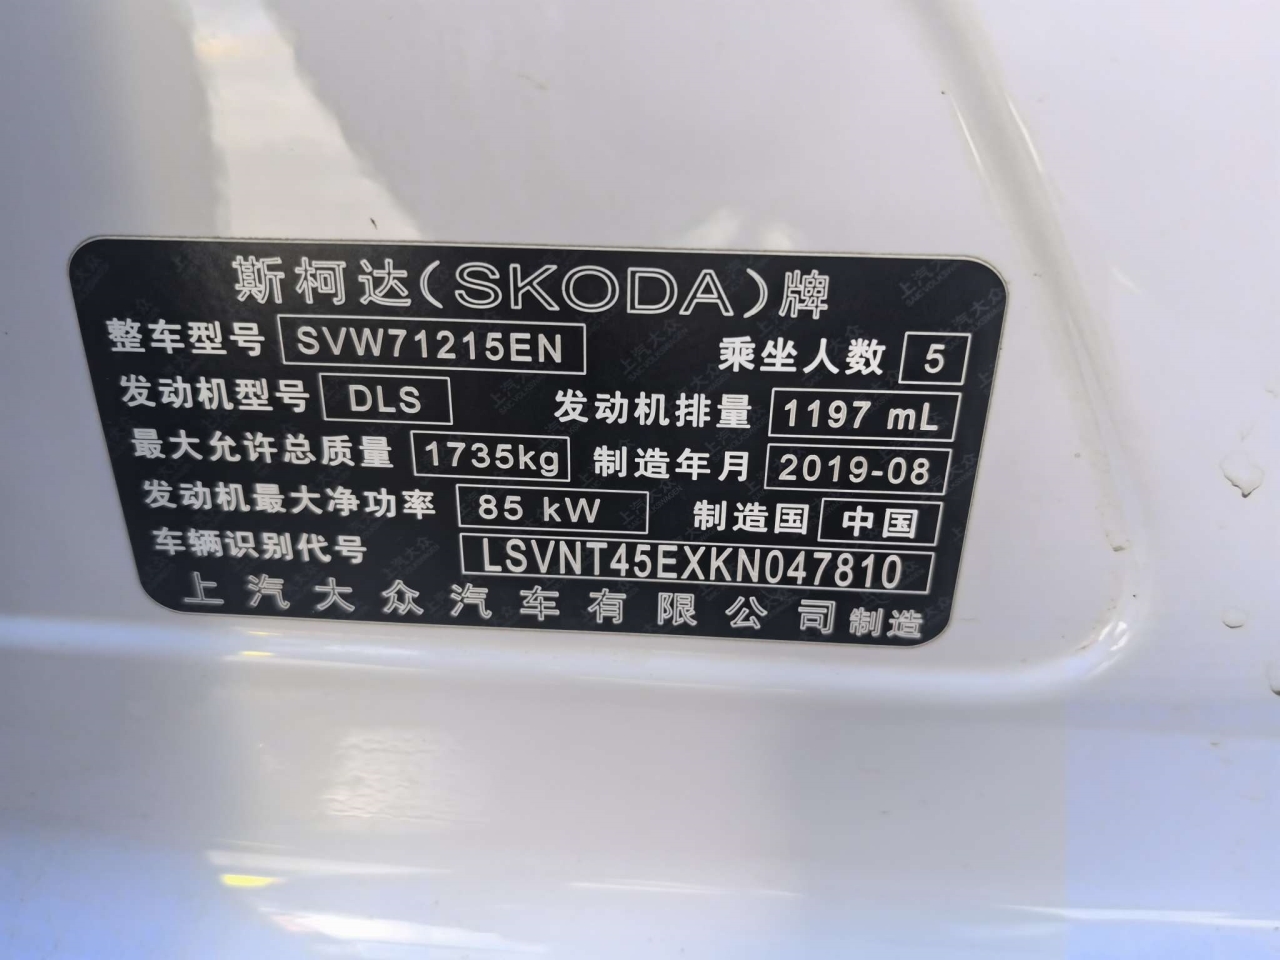 斯柯达(SKODA)牌
整车型号 SVW71215EN 乘坐人数 5
发动机型号 DLS 发动机排量 1197 mL
最大允许总质量 1735kg 制造年月 2019-08
发动机最大净功率 85 kW 制造国 中国
车辆识别代号 LSVNT45EXKN047810
上汽大众汽车有限公司 制造